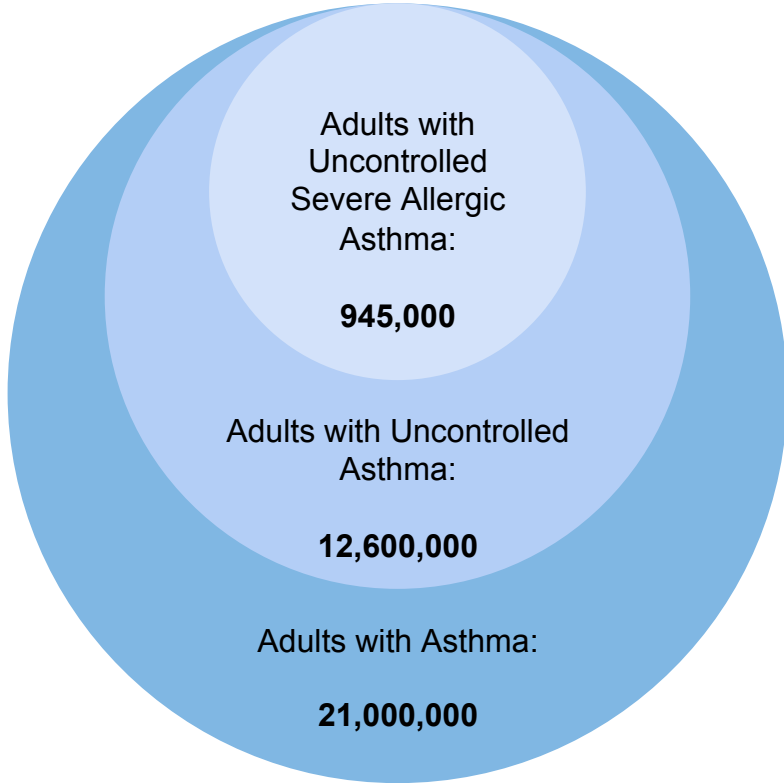 Adults with
Uncontrolled
Severe Allergic
Asthma:
945,000
Adults with Uncontrolled
Asthma:
12,600,000
Adults with Asthma:
21,000,000